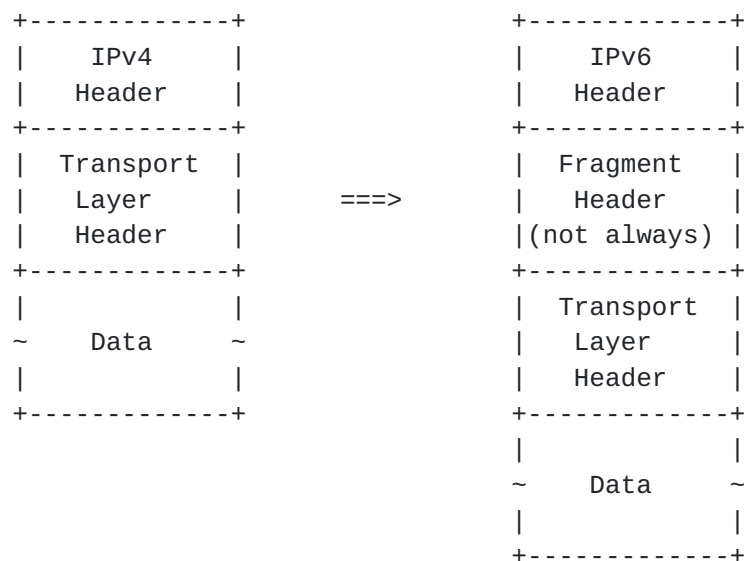 +-------------+                 +-------------+
|     IPv4    |                 |     IPv6    |
|    Header   |                 |    Header   |
+-------------+                 +-------------+
|  Transport  |                 |  Fragment   |
|    Layer    |      ===>       |    Header   |
|    Header   |                 |(not always) |
+-------------+                 +-------------+
|             |                 |  Transport  |
~     Data    ~                 |    Layer    |
|             |                 |    Header   |
+-------------+                 +-------------+
                                |             |
                                ~     Data    ~
                                |             |
                                +-------------+